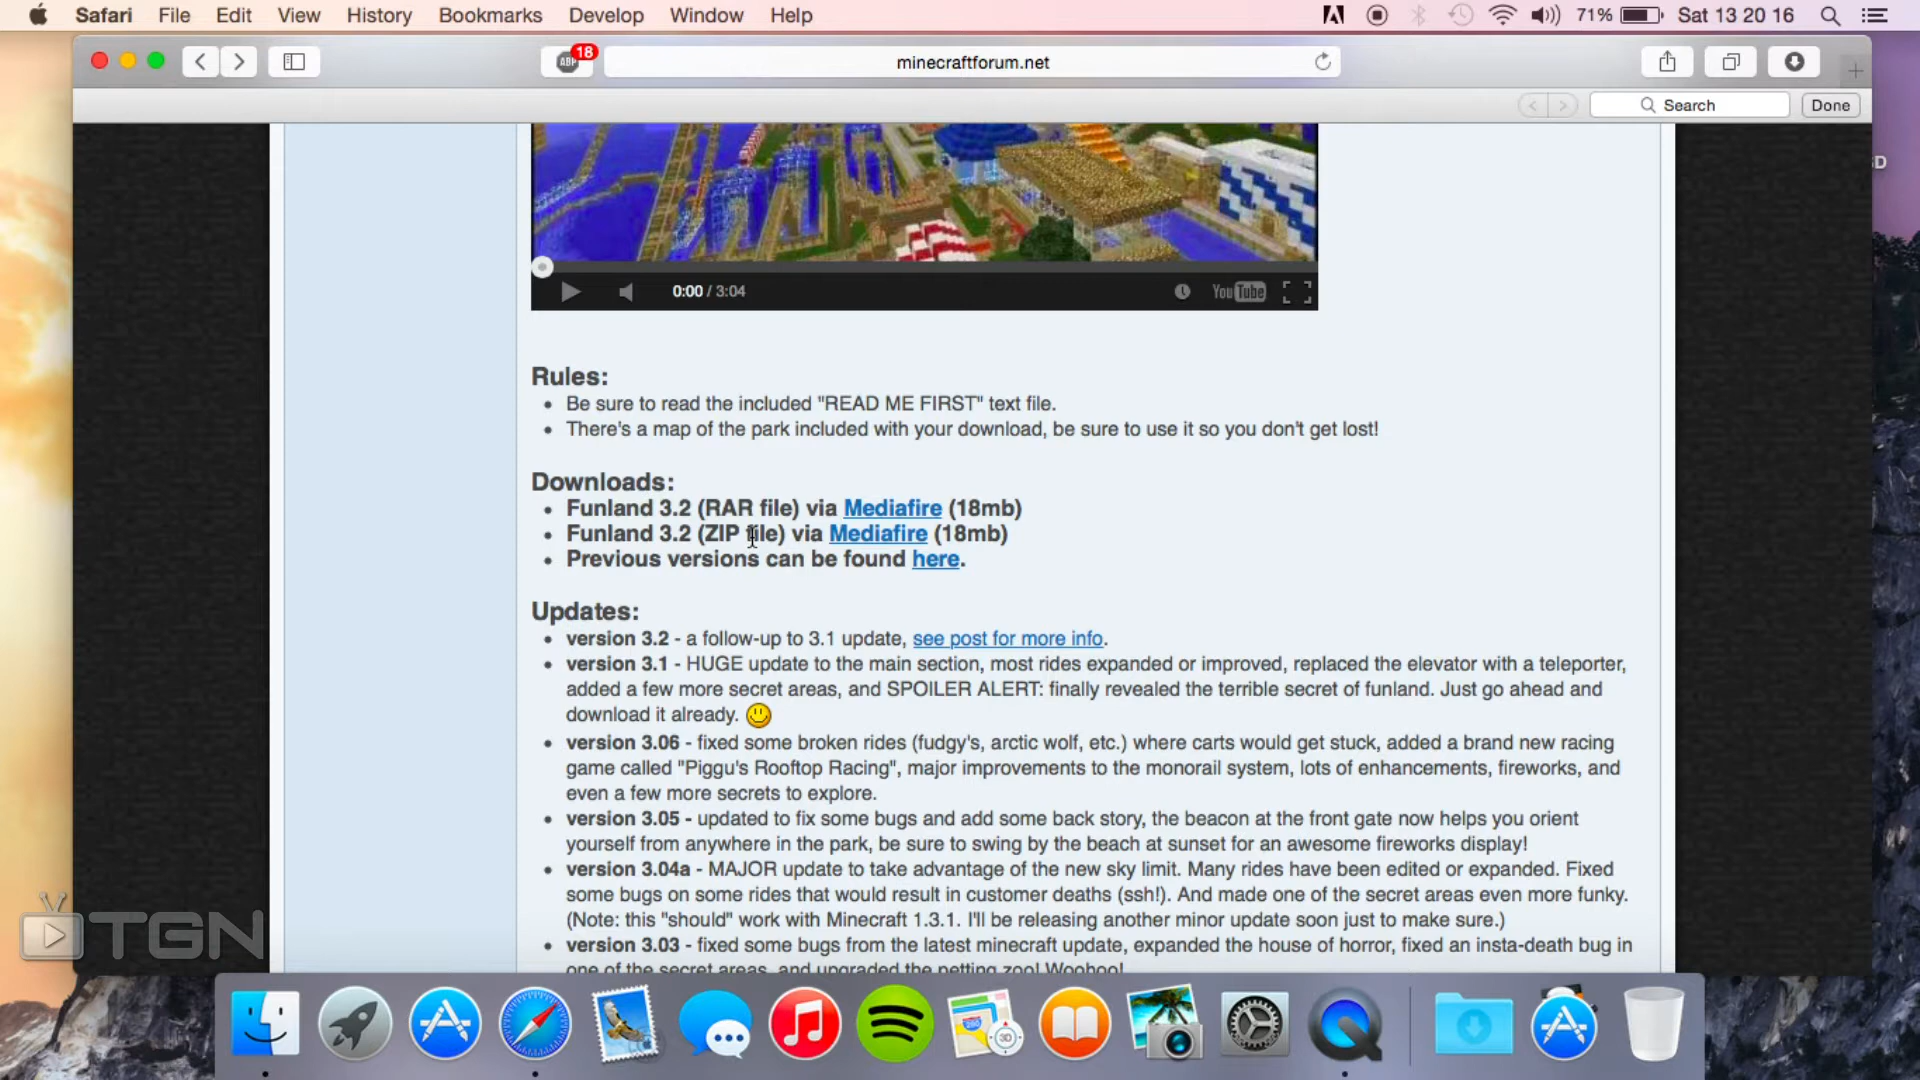 Safari File Edit View History Bookmarks Develop Window Help 71% Sat 13 20 16
ABP 18 minecraftforum.net
Search Done
D
0:00 / 3:04 YouTube
Rules:
Be sure to read the included "READ ME FIRST" text file.
There's a map of the park included with your download, be sure to use it so you don't get lost!
Downloads:
Funland 3.2 (RAR file) via Mediafire (18mb)
Funland 3.2 (ZIP file) via Mediafire (18mb)
Previous versions can be found here.
Updates:
version 3.2 - a follow-up to 3.1 update, see post for more info.
version 3.1 - HUGE update to the main section, most rides expanded or improved, replaced the elevator with a teleporter,
added a few more secret areas, and SPOILER ALERT: finally revealed the terrible secret of funland. Just go ahead and
download it already.
version 3.06 - fixed some broken rides (fudgy's, arctic wolf, etc.) where carts would get stuck, added a brand new racing
game called "Piggu's Rooftop Racing", major improvements to the monorail system, lots of enhancements, fireworks, and
even a few more secrets to explore.
version 3.05 - updated to fix some bugs and add some back story, the beacon at the front gate now helps you orient
yourself from anywhere in the park, be sure to swing by the beach at sunset for an awesome fireworks display!
version 3.04a - MAJOR update to take advantage of the new sky limit. Many rides have been edited or expanded. Fixed
some bugs on some rides that would result in customer deaths (ssh!). And made one of the secret areas even more funky.
(Note: this "should" work with Minecraft 1.3.1. I'll be releasing another minor update soon just to make sure.)
version 3.03 - fixed some bugs from the latest minecraft update, expanded the house of horror, fixed an insta-death bug in
one of the secret areas, and upgraded the petting zoo! Woohoo!
TGN
280
3D